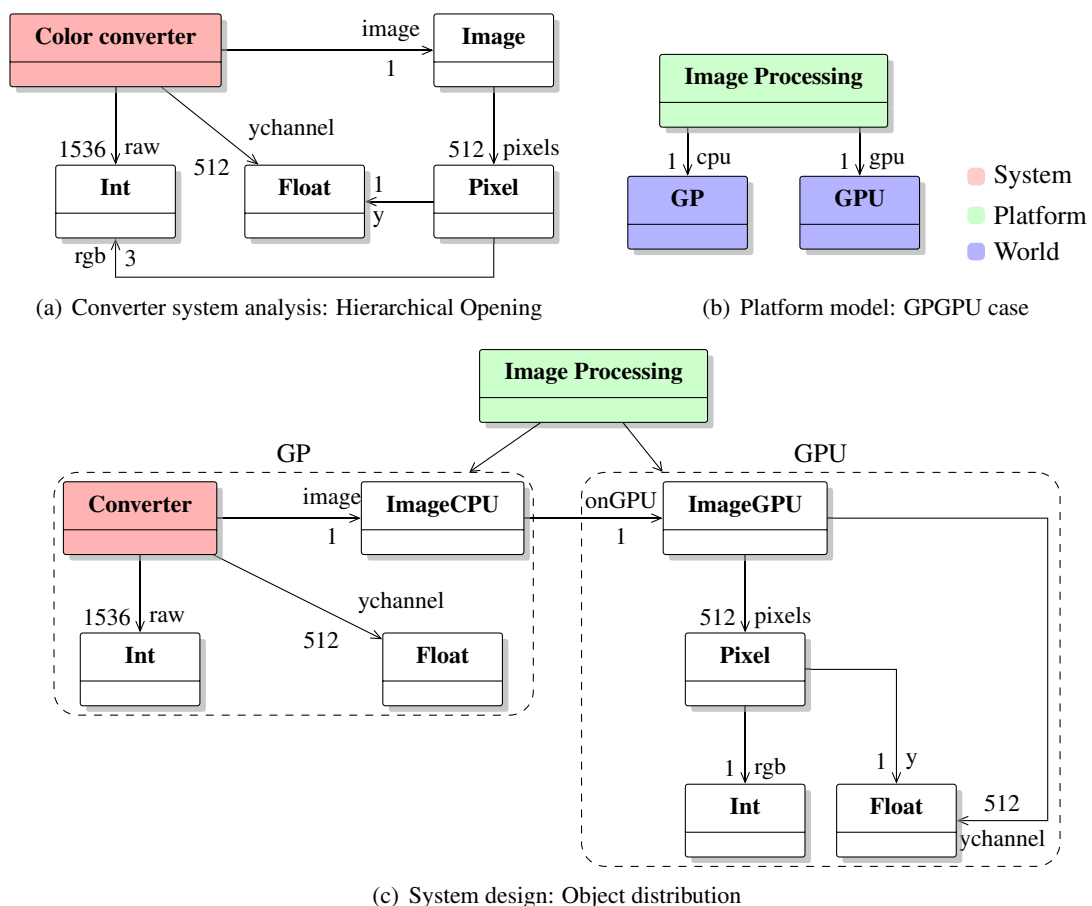 Color converter
image
1
Image
1536
raw
ychannel
512
512
pixels
Int
Float
1
y
Pixel
rgb
3
(a) Converter system analysis: Hierarchical Opening
Image Processing
1
cpu
1
gpu
GP
GPU
System
Platform
World
(b) Platform model: GPGPU case
Image Processing
GP
GPU
Converter
image
1
ImageCPU
onGPU
1
ImageGPU
1536
raw
ychannel
512
512
pixels
Int
Float
Pixel
1
rgb
1
y
Int
Float
512
ychannel
(c) System design: Object distribution